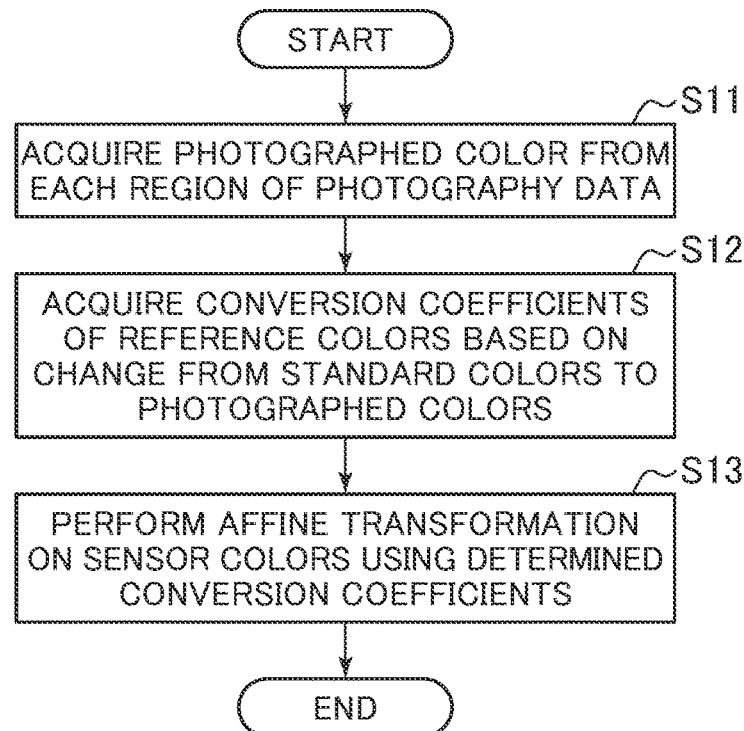 START
S11
ACQUIRE PHOTOGRAPHED COLOR FROM
EACH REGION OF PHOTOGRAPHY DATA
S12
ACQUIRE CONVERSION COEFFICIENTS
OF REFERENCE COLORS BASED ON
CHANGE FROM STANDARD COLORS TO
PHOTOGRAPHED COLORS
S13
PERFORM AFFINE TRANSFORMATION
ON SENSOR COLORS USING DETERMINED
CONVERSION COEFFICIENTS
END